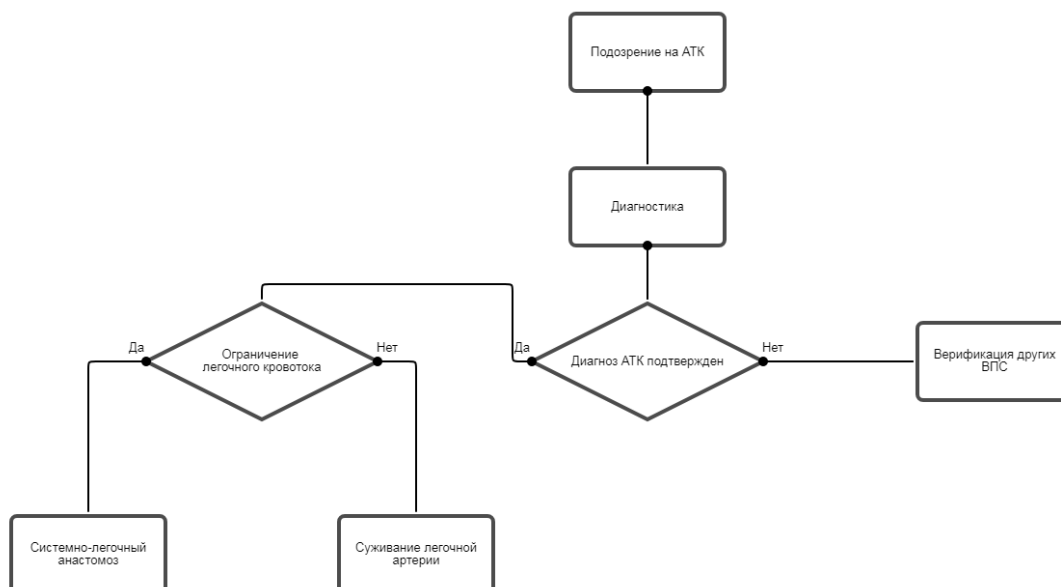 Подозрение на АТК
Диагностика
Да
Ограничение
легочного кровотока
Нет
Да
Диагноз АТК подтвержден
Нет
Верификация других
ВПС
Системно-легочный
анастомоз
Суживание легочной
артерии